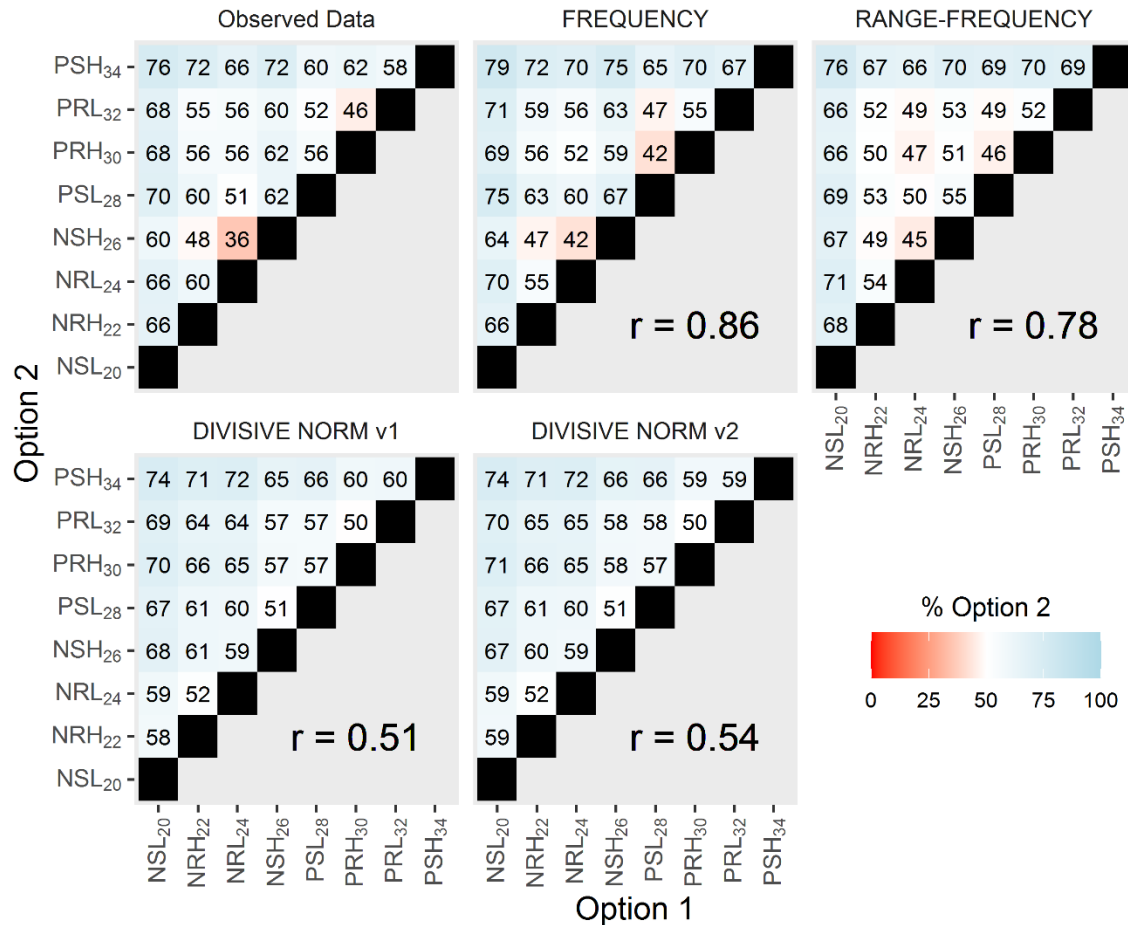 Observed Data
FREQUENCY
RANGE-FREQUENCY
PSH34 76 72 66 72 60 62 58
PRL32 68 55 56 60 52 46
PRH30 68 56 56 62 56
PSL28 70 60 51 62
NSH26 60 48 36
NRL24 66 60
NRH22 66
NSL20
79 72 70 75 65 70 67
71 59 56 63 47 55
69 56 52 59 42
75 63 60 67
64 47 42
70 55
66
r = 0.86
76 67 66 70 69 70 69
66 52 49 53 49 52
66 50 47 51 46
69 53 50 55
67 49 45
71 54
68
r = 0.78
NSL20 NRH22 NRL24 NSH26 PSL28 PRH30 PRL32 PSH34
Option 2
DIVISIVE NORM v1
DIVISIVE NORM v2
PSH34 74 71 72 65 66 60 60
PRL32 69 64 64 57 57 50
PRH30 70 66 65 57 57
PSL28 67 61 60 51
NSH26 68 61 59
NRL24 59 52
NRH22 58
NSL20
r = 0.51
NSL20 NRH22 NRL24 NSH26 PSL28 PRH30 PRL32 PSH34
74 71 72 66 66 59 59
70 65 65 58 58 50
71 66 65 58 57
67 61 60 51
67 60 59
59 52
59
r = 0.54
NSL20 NRH22 NRL24 NSH26 PSL28 PRH30 PRL32 PSH34
% Option 2
0 25 50 75 100
Option 1